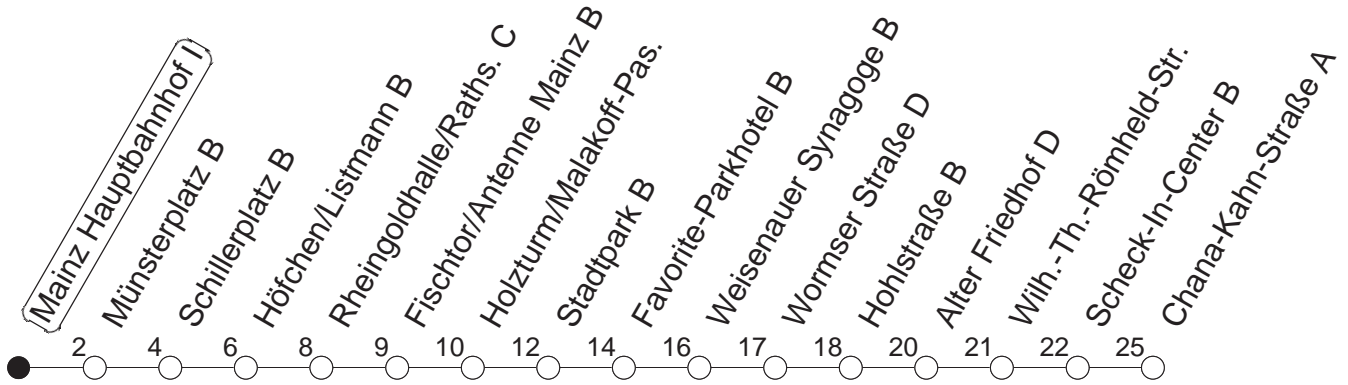 Mainz Hauptbahnhof I
Münsterplatz B
Schillerplatz B
Höfchen/Listmann B
Rheingoldhalle/Raths. C
Fischtor/Antenne Mainz B
Holzturm/Malakoff-Pas.
Stadtpark B
Favorite-Parkhotel B
Weisenauer Synagoge B
Wormser Straße D
Hohlstraße B
Alter Friedhof D
Wilh.-Th.-Römheld-Str.
Scheck-In-Center B
Chana-Kahn-Straße A
2 4 6 8 9 10 12 14 16 17 18 20 21 22 25